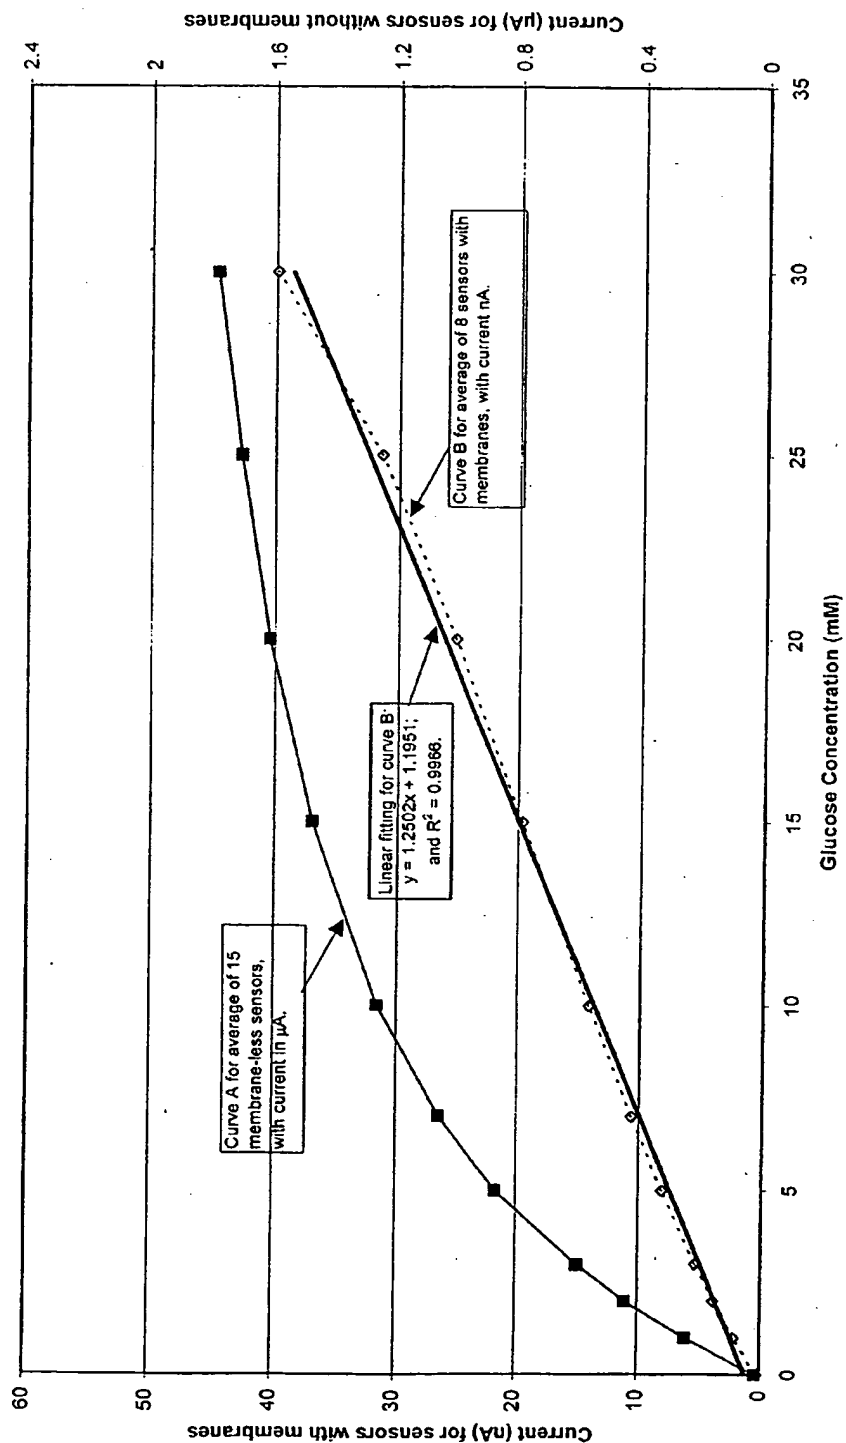 Current (nA) for sensors with membranes
60
50
40
30
20
10
0
Current (µA) for sensors without membranes
2.4
2
1.6
1.2
0.8
0.4
0
0
5
10
15
20
25
30
35
Glucose Concentration (mM)
Curve A for average of 15
membrane-less sensors,
with current in µA.
Linear fitting for curve B:
y = 1.2502x + 1.1951;
and R² = 0.9966.
Curve B for average of 8 sensors with
membranes, with current nA.